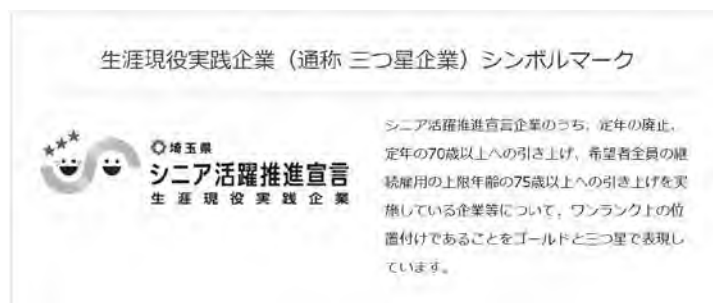 生涯現役実践企業（通称 三つ星企業）シンボルマーク
埼玉県
シニア活躍推進宣言
生涯現役実践企業
シニア活躍推進宣言企業のうち、定年の廃止、
定年の70歳以上への引き上げ、希望者全員の継
続雇用の上限年齢の75歳以上への引き上げを実
施している企業等について、ワンランク上の位
置付けであることをゴールドと三つ星で表現し
ています。